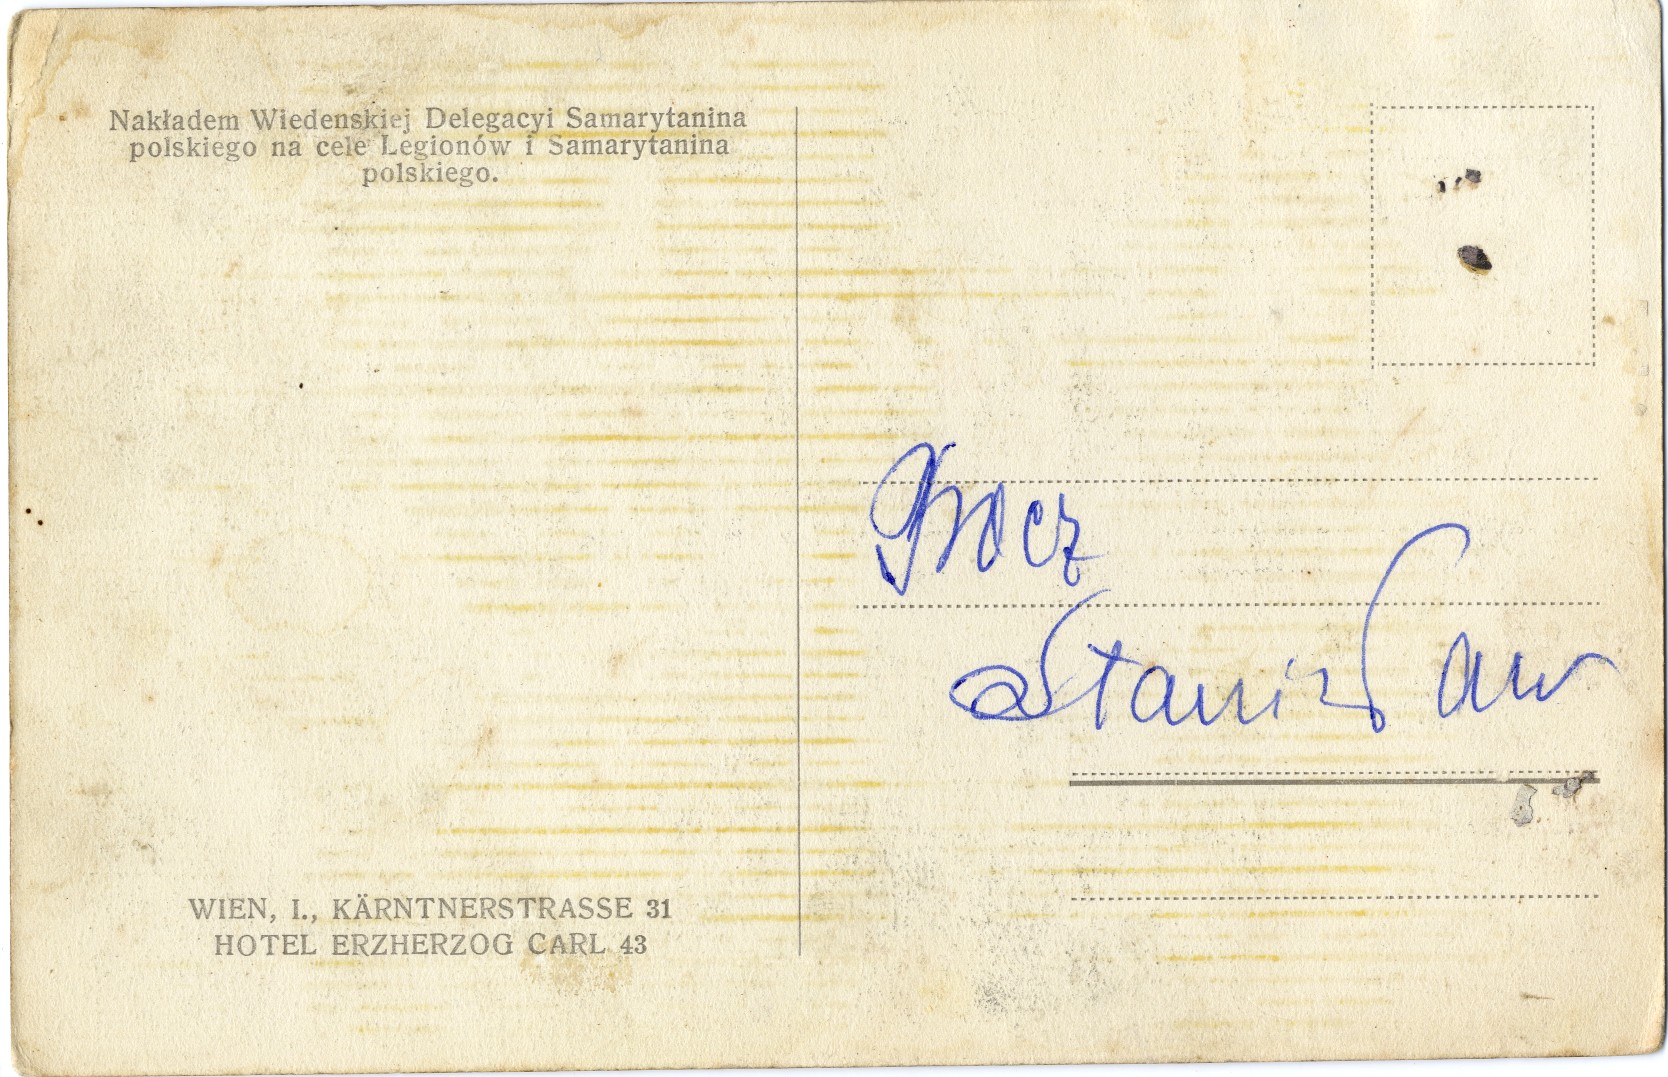 Nakładem Wiedenskiej Delegacyi Samarytanina
polskiego na cele Legionów i Samarytanina
polskiego.
Stanisław
WIEN, I., KÄRNTNERSTRASSE 31
HOTEL ERZHERZOG CARL 43